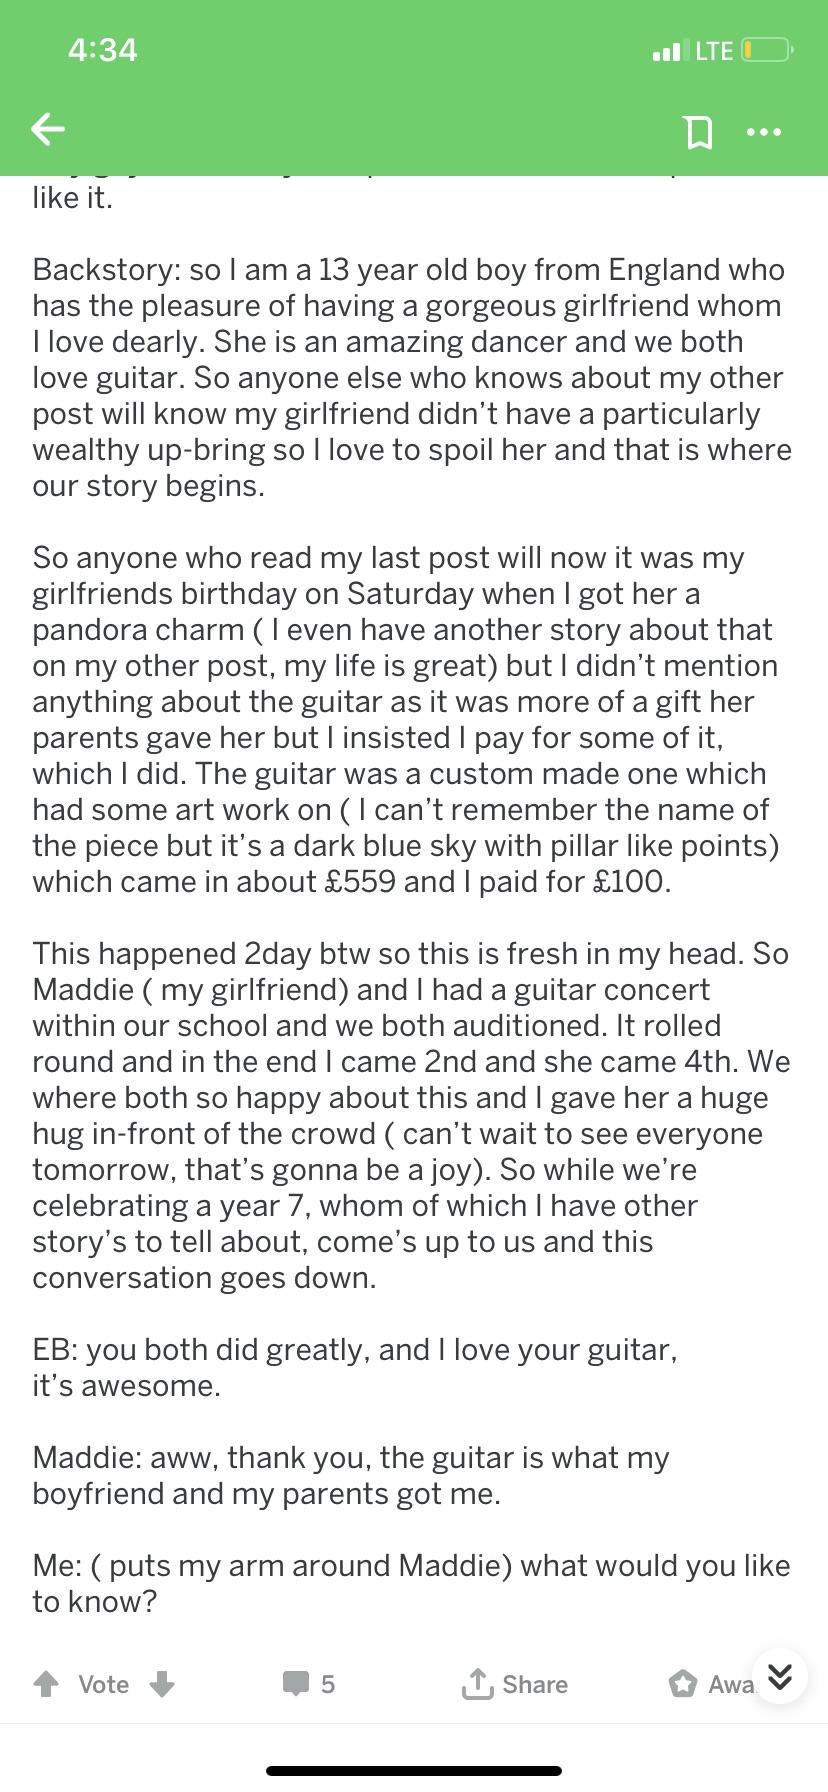 4:34
LTE
like it.
Backstory: so I am a 13 year old boy from England who
has the pleasure of having a gorgeous girlfriend whom
I love dearly. She is an amazing dancer and we both
love guitar. So anyone else who knows about my other
post will know my girlfriend didn't have a particularly
wealthy up-bring so I love to spoil her and that is where
our story begins.
So anyone who read my last post will now it was my
girlfriends birthday on Saturday when I got her a
pandora charm ( I even have another story about that
on my other post, my life is great) but I didn't mention
anything about the guitar as it was more of a gift her
parents gave her but I insisted I pay for some of it,
which I did. The guitar was a custom made one which
had some art work on ( I can't remember the name of
the piece but it's a dark blue sky with pillar like points)
which came in about £559 and I paid for £100.
This happened 2day btw so this is fresh in my head. So
Maddie ( my girlfriend) and I had a guitar concert
within our school and we both auditioned. It rolled
round and in the end I came 2nd and she came 4th. We
where both so happy about this and I gave her a huge
hug in-front of the crowd ( can't wait to see everyone
tomorrow, that's gonna be a joy). So while we're
celebrating a year 7, whom of which I have other
story's to tell about, come's up to us and this
conversation goes down.
EB: you both did greatly, and I love your guitar,
it's awesome.
Maddie: aww, thank you, the guitar is what my
boyfriend and my parents got me.
Me: ( puts my arm around Maddie) what would you like
to know?
Vote 5 Share Awa